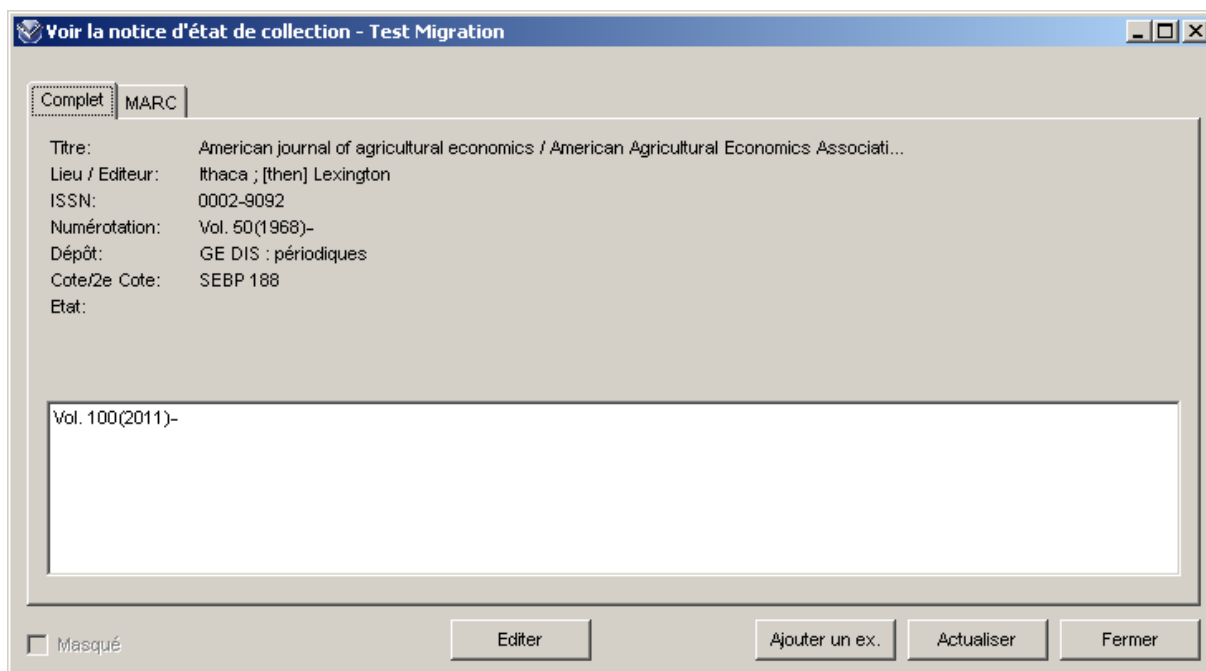 Voir la notice d'état de collection - Test Migration
Complet MARC
Titre: American journal of agricultural economics / American Agricultural Economics Associati...
Lieu / Editeur: Ithaca ; [then] Lexington
ISSN: 0002-9092
Numérotation: Vol. 50(1968)-
Dépôt: GE DIS : périodiques
Cote/2e Cote: SEBP 188
Etat:
Vol. 100(2011)-
Masqué Editer Ajouter un ex. Actualiser Fermer